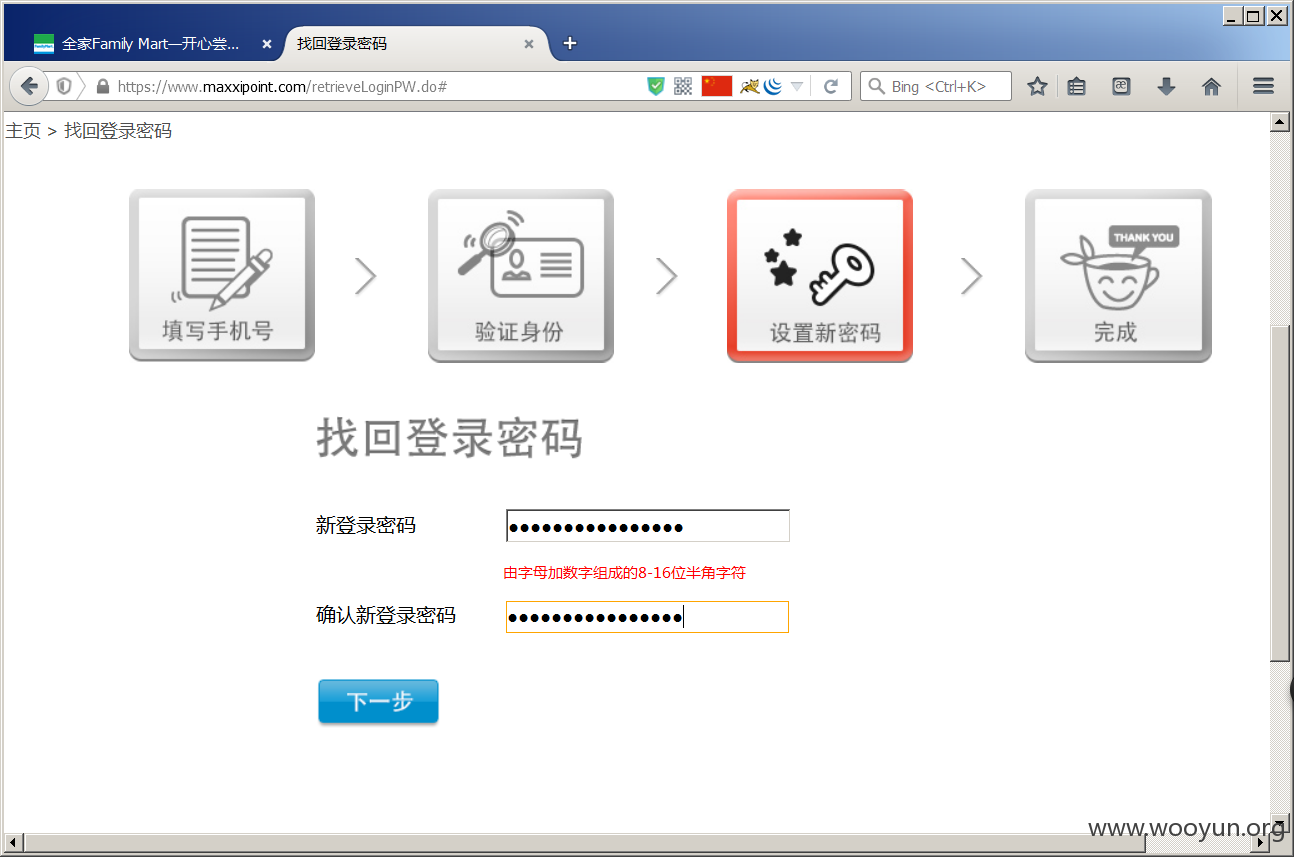 全家Family Mart—开心尝...
找回登录密码
https://www.maxxipoint.com/retrieveLoginPW.do#
Bing <Ctrl+K>
主页 > 找回登录密码
THANK YOU
填写手机号
验证身份
设置新密码
完成
找回登录密码
新登录密码
由字母加数字组成的8-16位半角字符
确认新登录密码
下一步
www.wooyun.org